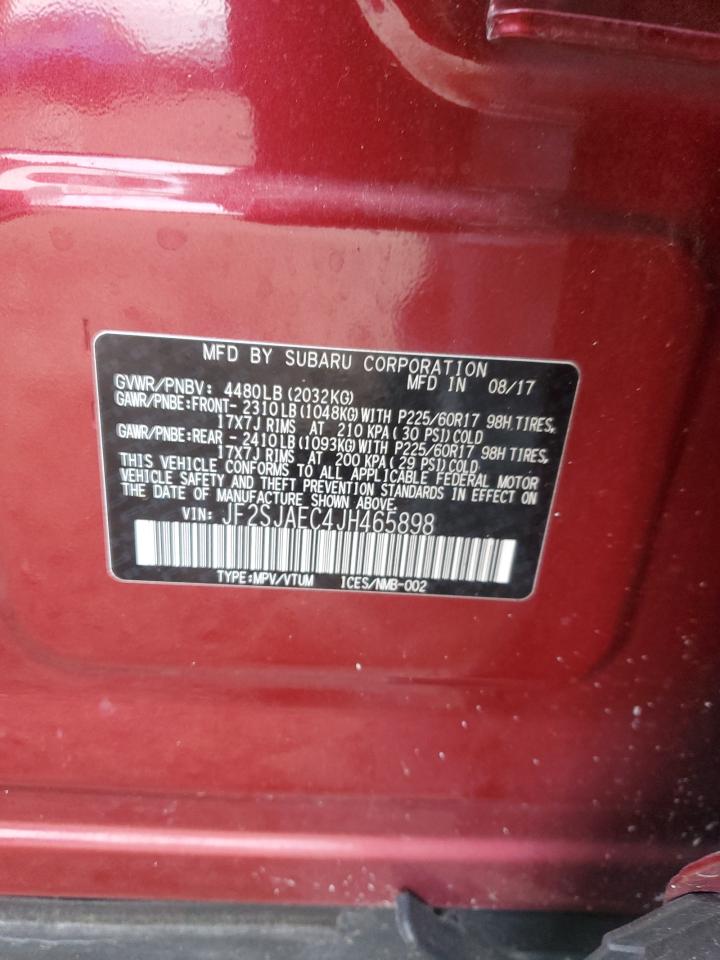 MFD BY SUBARU CORPORATION
MFD IN 08/17
GVWR/PNBV: 4480LB(2032KG)
GAWR/PNBE:FRONT- 2310LB(1048KG)WITH P225/60R17 98H TIRES,
17X7J RIMS AT 210 KPA(30 PSI)COLD
GAWR/PNBE:REAR - 2410LB(1093KG)WITH P225/60R17 98H TIRES,
17X7J RIMS AT 200 KPA(29 PSI)COLD.
THIS VEHICLE CONFORMS TO ALL APPLICABLE FEDERAL MOTOR
VEHICLE SAFETY AND THEFT PREVENTION STANDARDS IN EFFECT ON
THE DATE OF MANUFACTURE SHOWN ABOVE.
VIN: JF2SJAEC4JH465898
TYPE:MPV/VTUM ICES/NMB-002